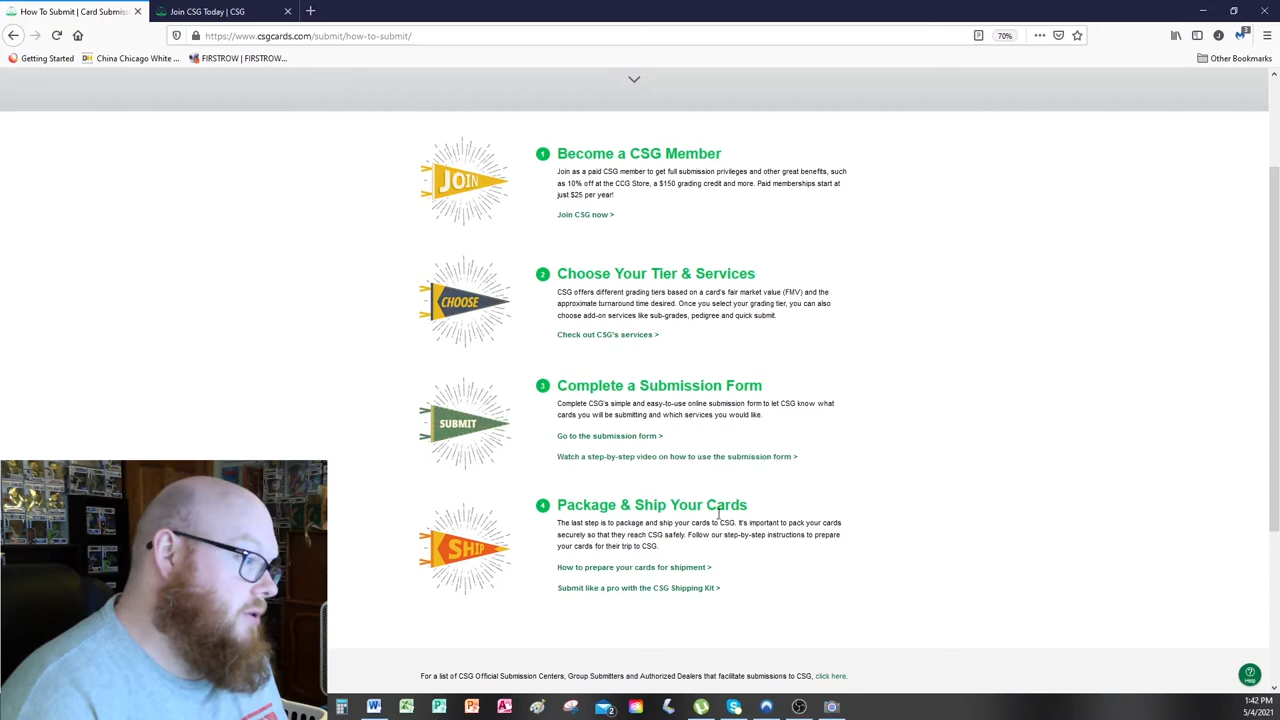 How To Submit | Card Submiss
Join CSG Today | CSG
https://www.csgcards.com/submit/how-to-submit/
70%
Getting Started
China Chicago White ...
FIRSTROW | FIRSTROW...
Other Bookmarks
JOIN
1 Become a CSG Member
Join as a paid CSG member to get full submission privileges and other great benefits, such
as 10% off at the CCG Store, a $150 grading credit and more. Paid memberships start at
just $25 per year!
Join CSG now >
CHOOSE
2 Choose Your Tier & Services
CSG offers different grading tiers based on a card's fair market value (FMV) and the
approximate turnaround time desired. Once you select your grading tier, you can also
choose add-on services like sub-grades, pedigree and quick submit.
Check out CSG's services >
SUBMIT
3 Complete a Submission Form
Complete CSG's simple and easy-to-use online submission form to let CSG know what
cards you will be submitting and which services you would like.
Go to the submission form >
Watch a step-by-step video on how to use the submission form >
SHIP
4 Package & Ship Your Cards
The last step is to package and ship your cards to CSG. It's important to pack your cards
securely so that they reach CSG safely. Follow our step-by-step instructions to prepare
your cards for their trip to CSG.
How to prepare your cards for shipment >
Submit like a pro with the CSG Shipping Kit >
For a list of CSG Official Submission Centers, Group Submitters and Authorized Dealers that facilitate submissions to CSG, click here.
Help
1:42 PM
5/4/2021